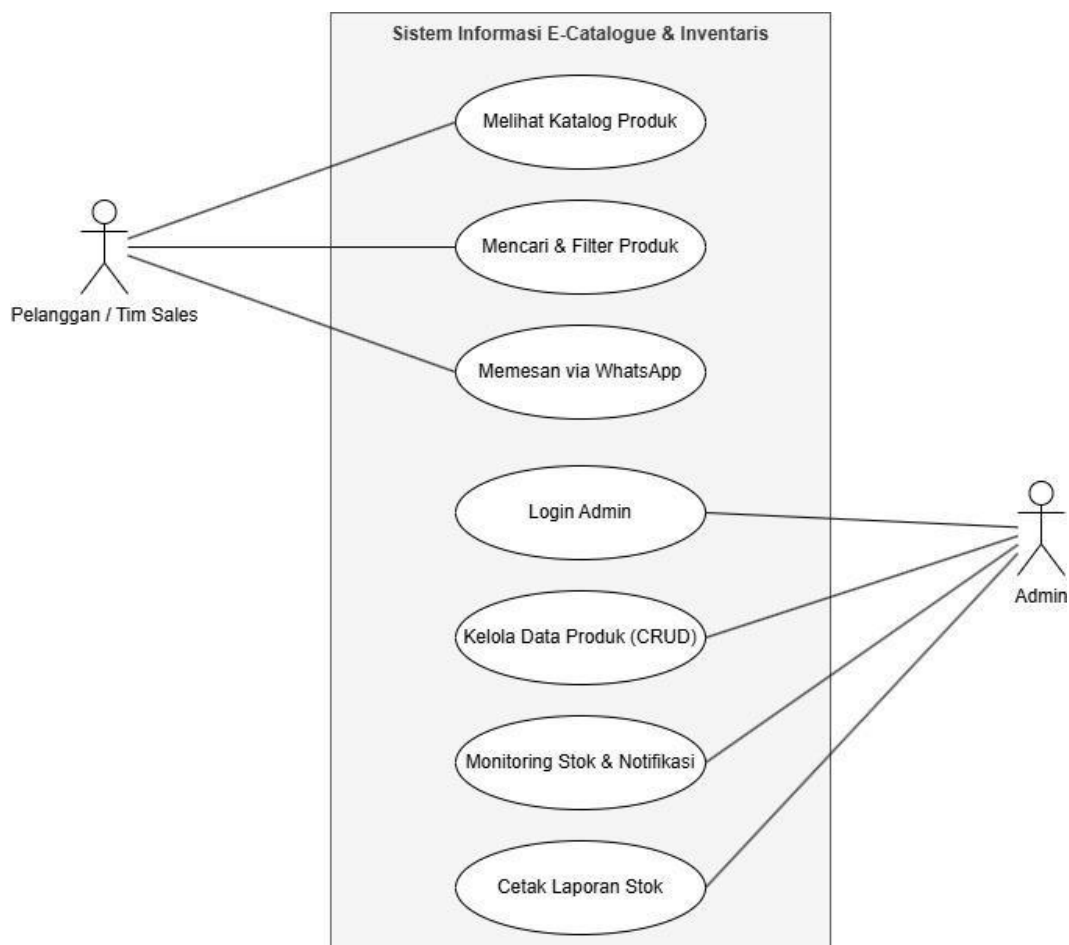 Sistem Informasi E-Catalogue & Inventaris
Melihat Katalog Produk
Mencari & Filter Produk
Pelanggan / Tim Sales
Memesan via WhatsApp
Login Admin
Admin
Kelola Data Produk (CRUD)
Monitoring Stok & Notifikasi
Cetak Laporan Stok